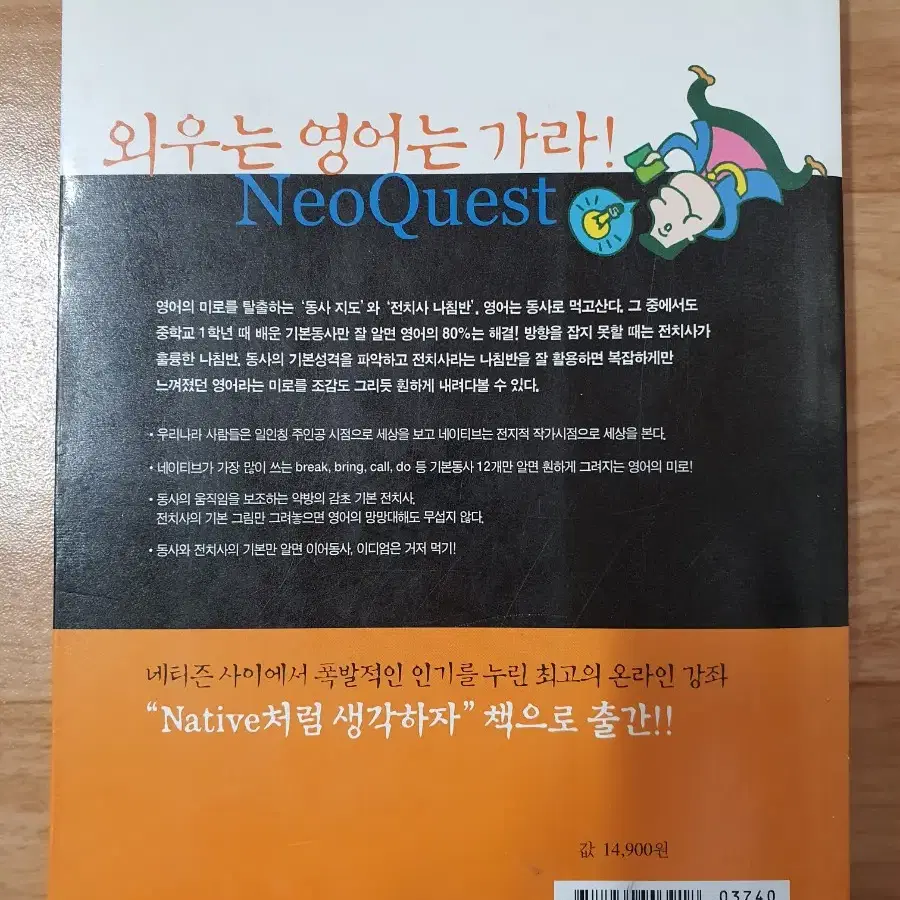 외우는 영어는 가라!
NeoQuest
영어의 미로를 탈출하는 '동사 지도'와 '전치사 나침반'. 영어는 동사로 먹고산다. 그 중에서도
중학교 1학년 때 배운 기본동사만 잘 알면 영어의 80%는 해결! 방향을 잡지 못할 때는 전치사가
훌륭한 나침반. 동사의 기본성격을 파악하고 전치사라는 나침반을 잘 활용하면 복잡하게만
느껴졌던 영어라는 미로를 조감도 그리듯 훤하게 내려다볼 수 있다.
• 우리나라 사람들은 일인칭 주인공 시점으로 세상을 보고 네이티브는 전지적 작가시점으로 세상을 본다.
• 네이티브가 가장 많이 쓰는 break, bring, call, do 등 기본동사 12개만 알면 훤하게 그려지는 영어의 미로!
• 동사의 움직임을 보조하는 약방의 감초 기본 전치사.
전치사의 기본 그림만 그려놓으면 영어의 망망대해도 무섭지 않다.
• 동사와 전치사의 기본만 알면 이어동사, 이디엄은 거저 먹기!
네티즌 사이에서 폭발적인 인기를 누린 최고의 온라인 강좌
“Native처럼 생각하자” 책으로 출간!!
값 14,900원
03740